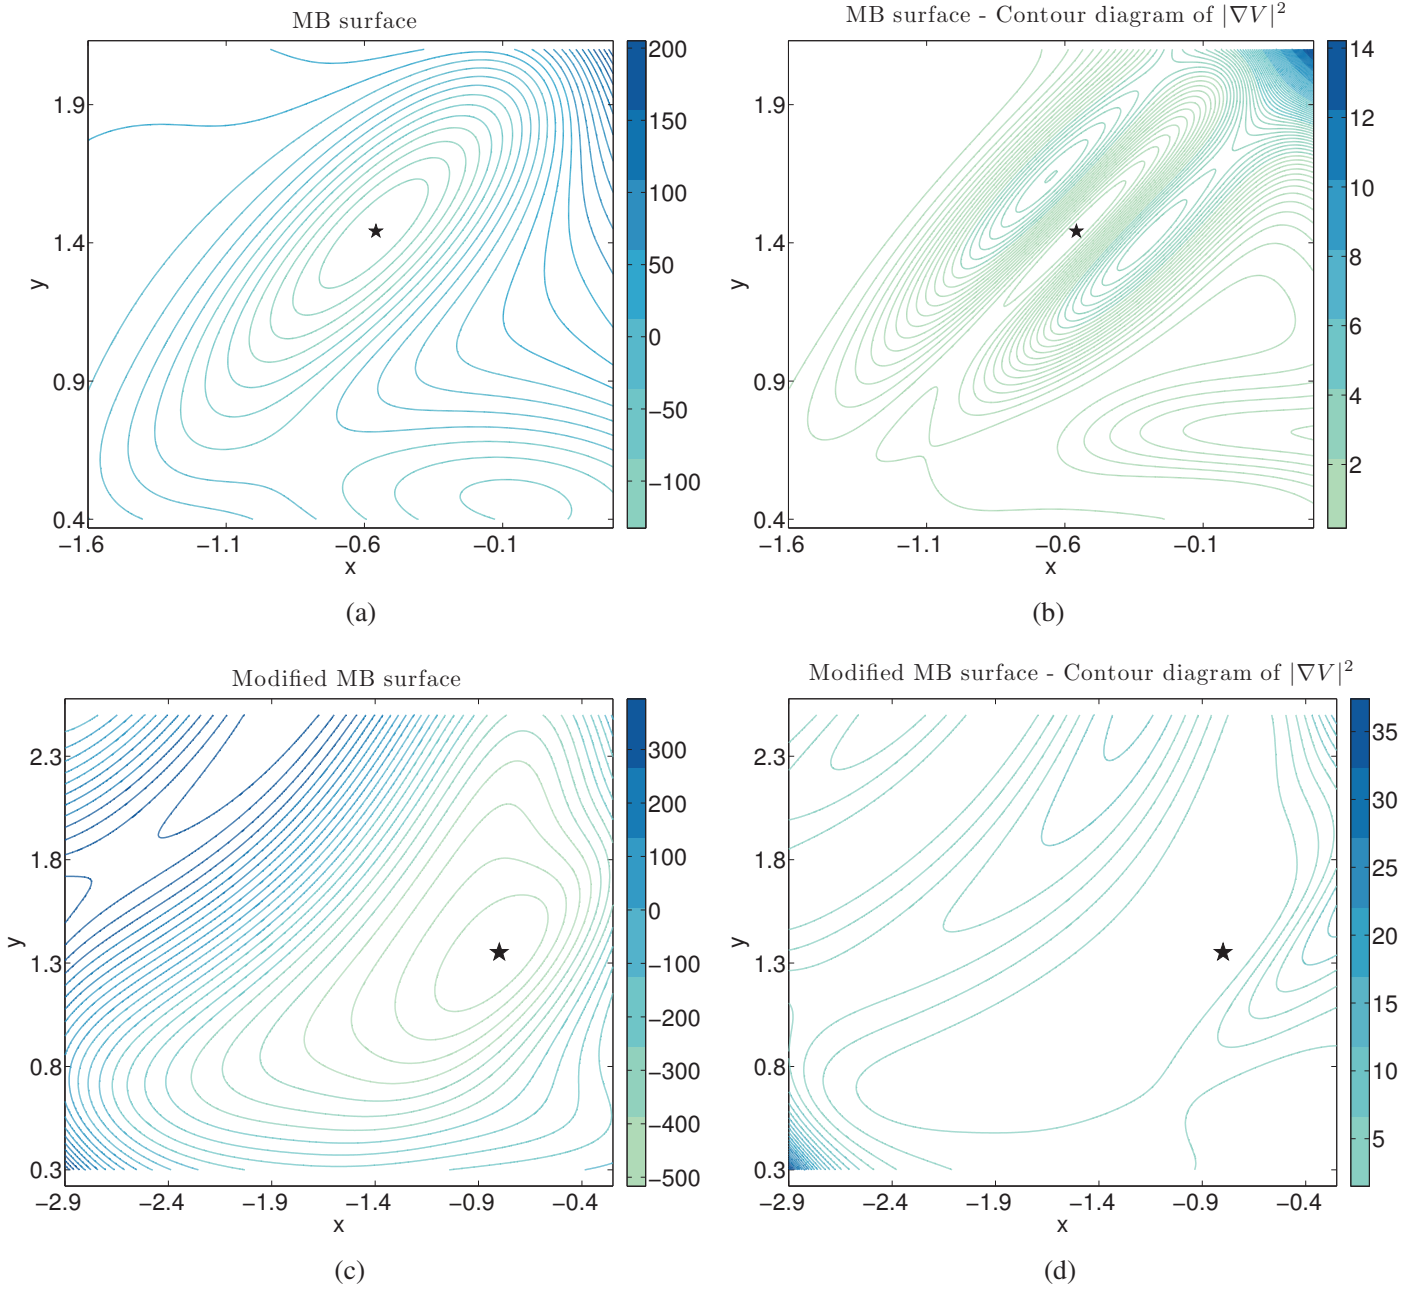 MB surface
MB surface - Contour diagram of |∇V|²
200
150
100
50
0
−50
−100
14
12
10
8
6
4
2
1.9
1.4
0.9
0.4
y
−1.6 −1.1 −0.6 −0.1
x
1.9
1.4
0.9
0.4
y
−1.6 −1.1 −0.6 −0.1
x
(a)
(b)
Modified MB surface
Modified MB surface - Contour diagram of |∇V|²
300
200
100
0
−100
−200
−300
−400
−500
35
30
25
20
15
10
5
2.3
1.8
1.3
0.8
0.3
y
−2.9 −2.4 −1.9 −1.4 −0.9 −0.4
x
2.3
1.8
1.3
0.8
0.3
y
−2.9 −2.4 −1.9 −1.4 −0.9 −0.4
x
(c)
(d)